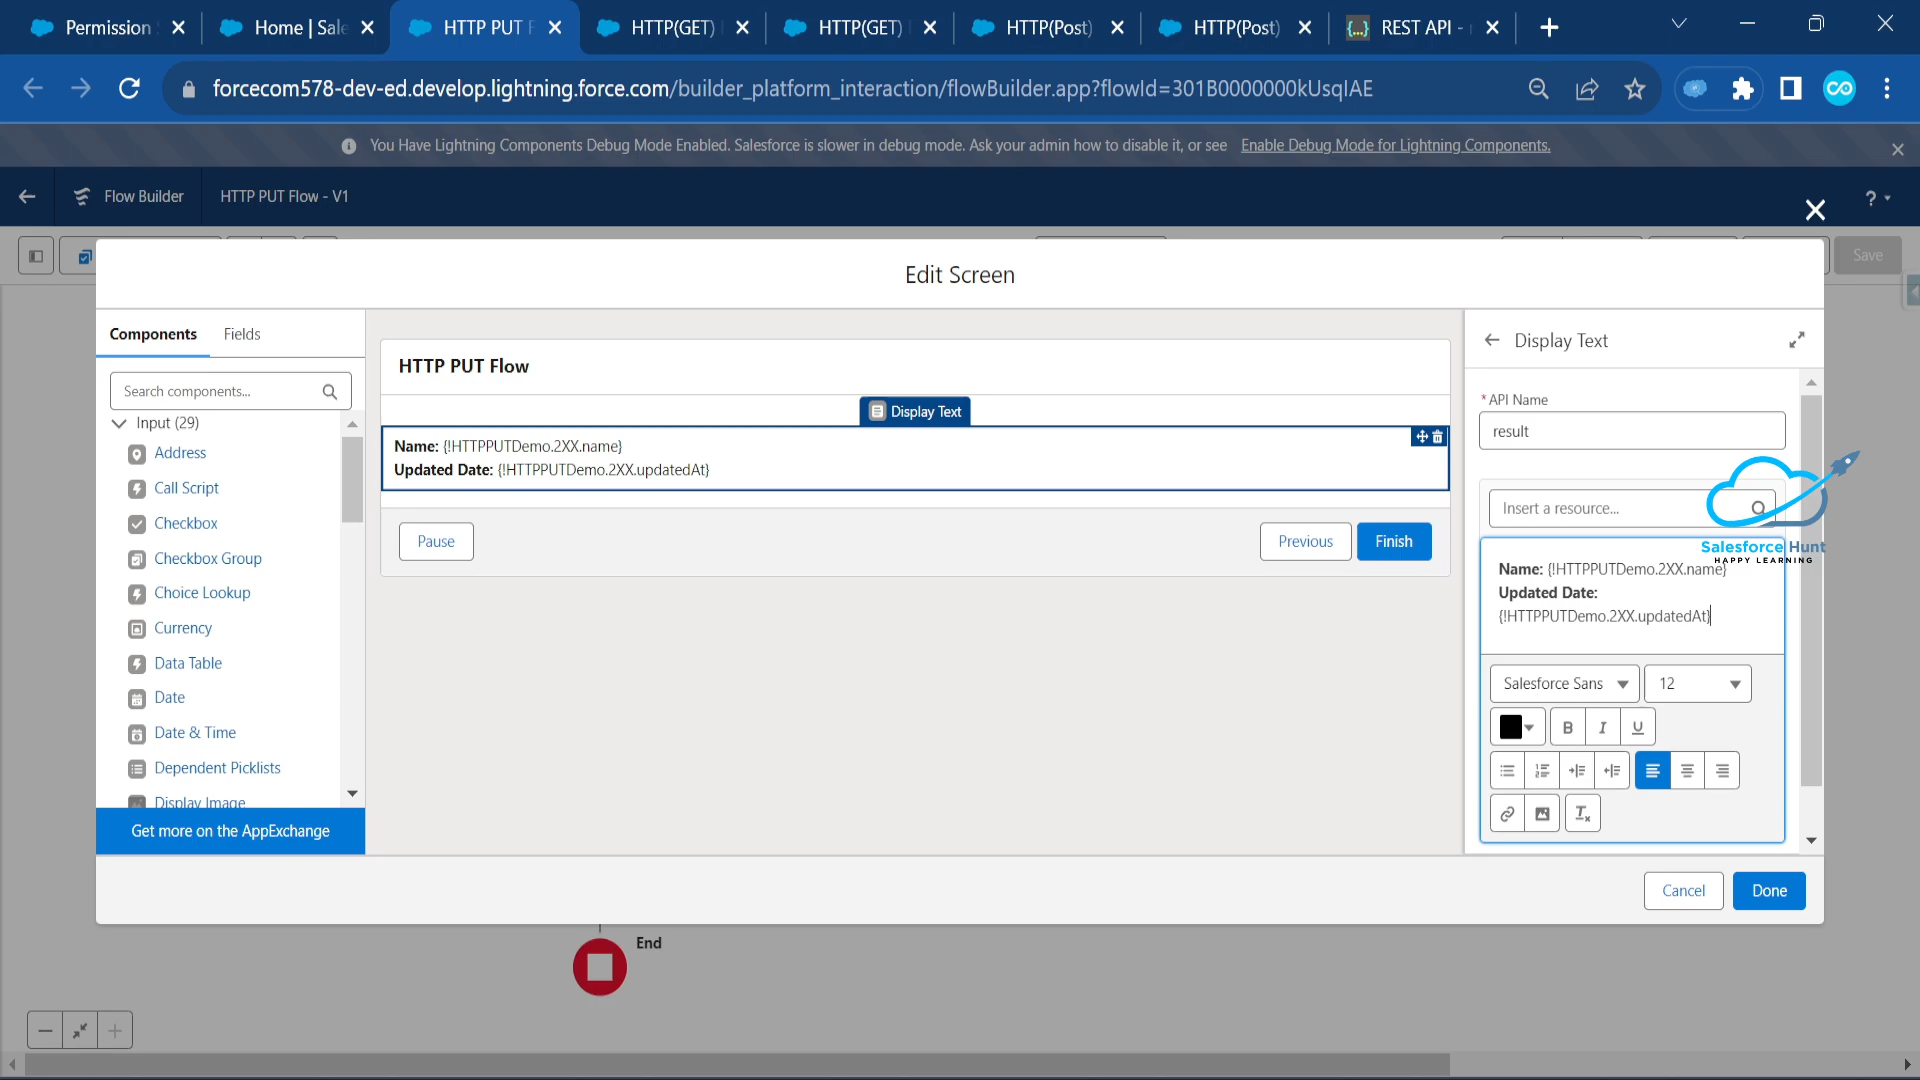 Permission
Home | Sale
HTTP PUT F
HTTP(GET)
HTTP(GET)
HTTP(Post)
HTTP(Post)
REST API -
forcecom578-dev-ed.develop.lightning.force.com/builder_platform_interaction/flowBuilder.app?flowId=301B0000000kUsqIAE
You Have Lightning Components Debug Mode Enabled. Salesforce is slower in debug mode. Ask your admin how to disable it, or see Enable Debug Mode for Lightning Components.
Flow Builder
HTTP PUT Flow - V1
?
Save
Edit Screen
Components
Fields
Search components...
Input (29)
Address
Call Script
Checkbox
Checkbox Group
Choice Lookup
Currency
Data Table
Date
Date & Time
Dependent Picklists
Display Image
Get more on the AppExchange
HTTP PUT Flow
Display Text
Name: {!HTTPPUTDemo.2XX.name}
Updated Date: {!HTTPPUTDemo.2XX.updatedAt}
Pause
Previous
Finish
Display Text
* API Name
result
Insert a resource...
Salesforce Hunt
HAPPY LEARNING
Name: {!HTTPPUTDemo.2XX.name}
Updated Date:
{!HTTPPUTDemo.2XX.updatedAt}
Salesforce Sans
12
B
I
U
Cancel
Done
End